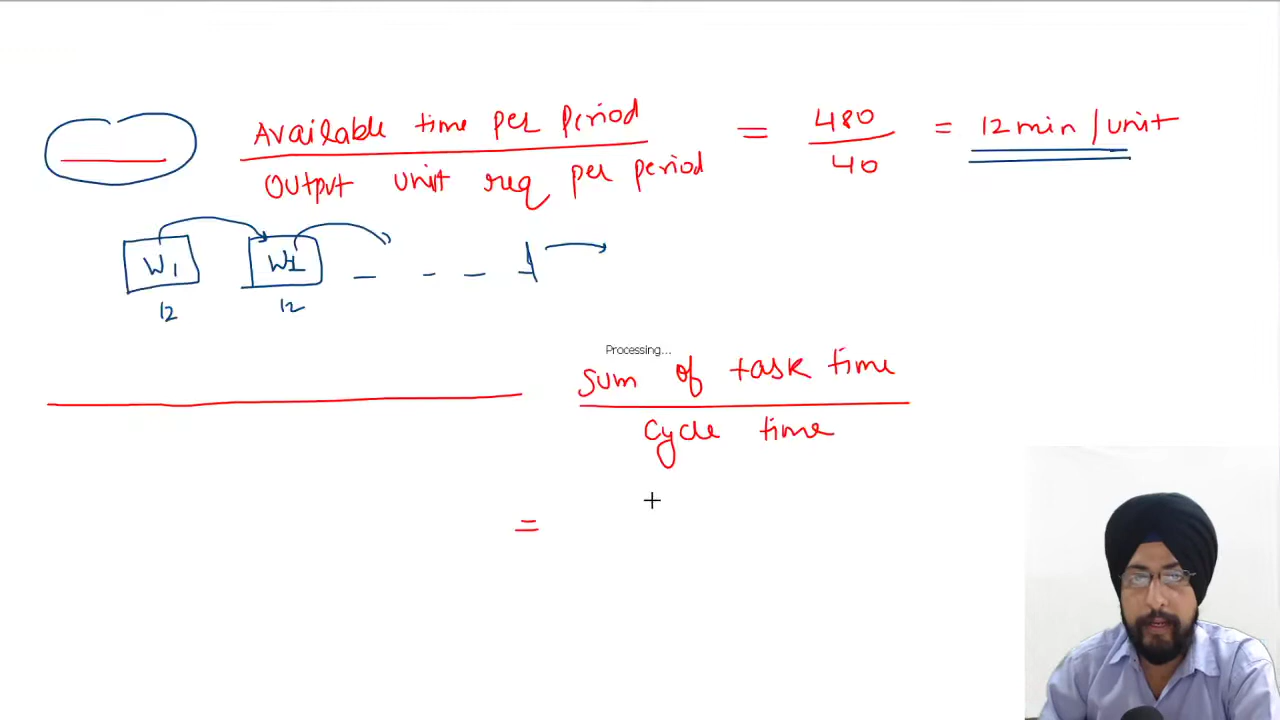 Available time per period
Output unit req per period
= 480
40
= 12 min / unit
W1
W2
12
12
Processing...
Sum of task time
Cycle time
=